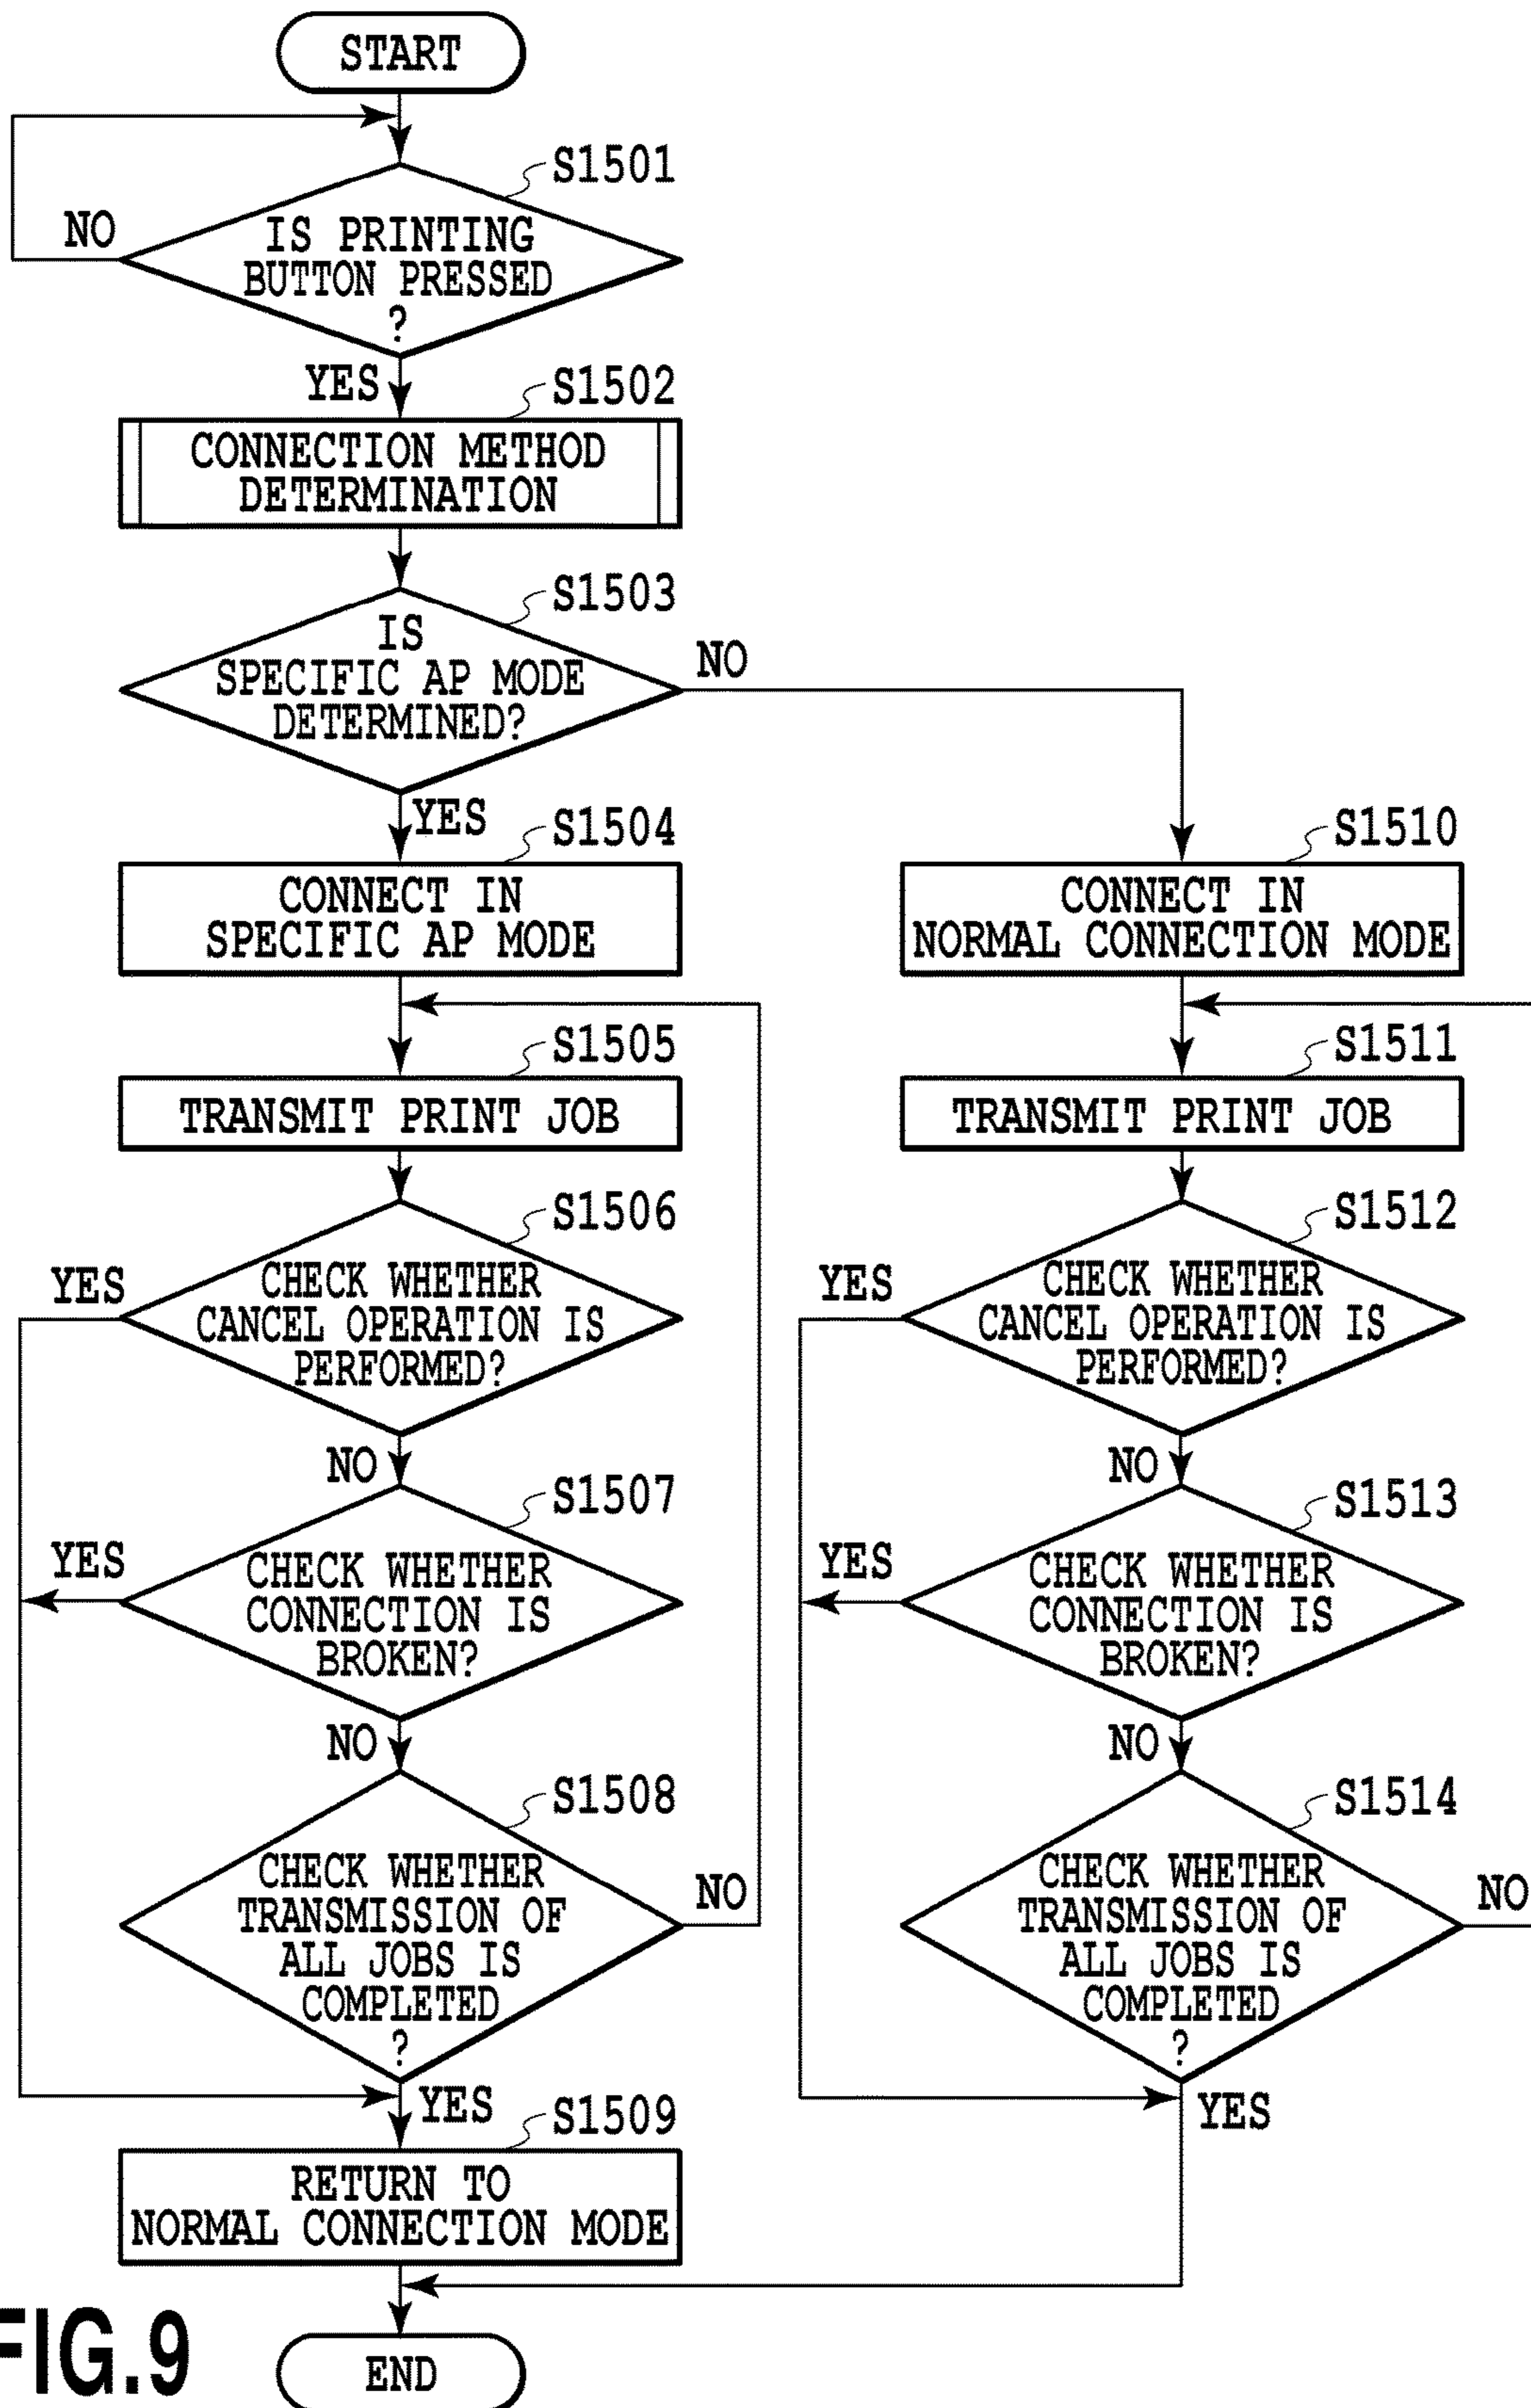 START
S1501
NO
IS PRINTING
BUTTON PRESSED
?
YES
S1502
CONNECTION METHOD
DETERMINATION
S1503
IS
SPECIFIC AP MODE
DETERMINED?
NO
YES
S1504
CONNECT IN
SPECIFIC AP MODE
S1505
TRANSMIT PRINT JOB
S1506
YES
CHECK WHETHER
CANCEL OPERATION IS
PERFORMED?
NO
S1507
YES
CHECK WHETHER
CONNECTION IS
BROKEN?
NO
S1508
CHECK WHETHER
TRANSMISSION OF
ALL JOBS IS
COMPLETED
?
NO
YES
S1509
RETURN TO
NORMAL CONNECTION MODE
S1510
CONNECT IN
NORMAL CONNECTION MODE
S1511
TRANSMIT PRINT JOB
S1512
YES
CHECK WHETHER
CANCEL OPERATION IS
PERFORMED?
NO
S1513
YES
CHECK WHETHER
CONNECTION IS
BROKEN?
NO
S1514
CHECK WHETHER
TRANSMISSION OF
ALL JOBS IS
COMPLETED
?
NO
YES
END
FIG.9